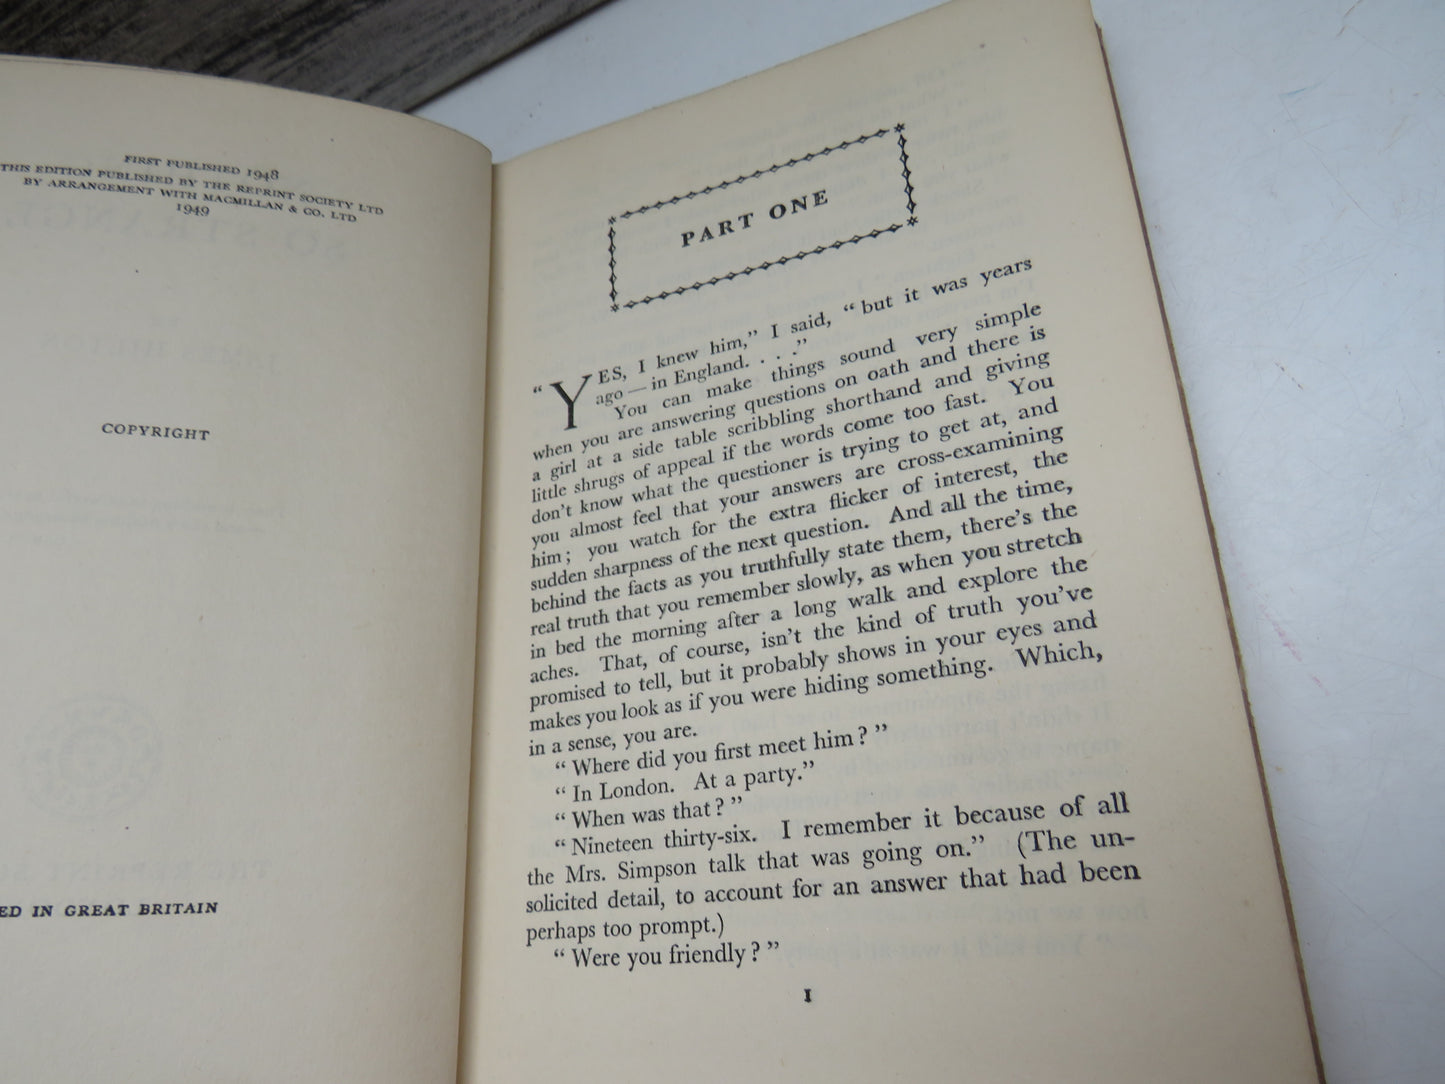 FIRST PUBLISHED 1948
THIS EDITION PUBLISHED BY THE REPRINT SOCIETY LTD
BY ARRANGEMENT WITH MACMILLAN & CO. LTD
1949
COPYRIGHT
ED IN GREAT BRITAIN
PART ONE
“YES, I knew him,” I said, “but it was years
ago—in England. . . .”
You can make things sound very simple
when you are answering questions on oath and there is
a girl at a side table scribbling shorthand and giving
little shrugs of appeal if the words come too fast. You
don’t know what the questioner is trying to get at, and
you almost feel that your answers are cross-examining
him; you watch for the extra flicker of interest, the
sudden sharpness of the next question. And all the time,
behind the facts as you truthfully state them, there’s the
real truth that you remember slowly, as when you stretch
in bed the morning after a long walk and explore the
aches. That, of course, isn’t the kind of truth you’ve
promised to tell, but it probably shows in your eyes and
makes you look as if you were hiding something. Which,
in a sense, you are.
“Where did you first meet him?”
“In London. At a party.”
“When was that?”
“Nineteen thirty-six. I remember it because of all
the Mrs. Simpson talk that was going on.” (The un-
solicited detail, to account for an answer that had been
perhaps too prompt.)
“Were you friendly?”
1